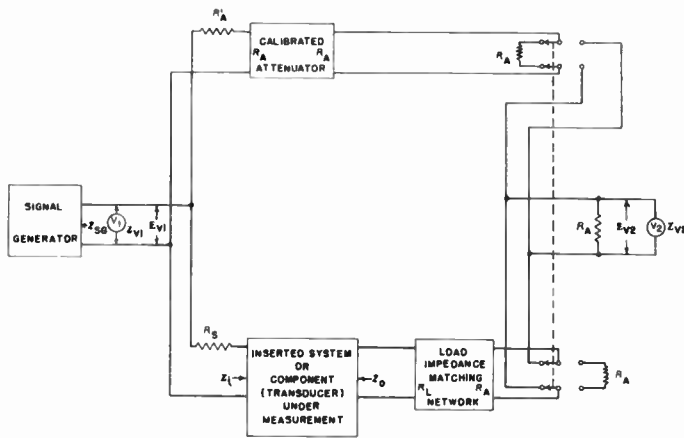 R'A
CALIBRATED
RA RA
ATTENUATOR
RA
SIGNAL
GENERATOR
ZSG
V1
ZV1
EV1
RA
EV2
V2
ZV2
RS
INSERTED SYSTEM
OR
COMPONENT
(TRANSDUCER)
UNDER
MEASUREMENT
Zi
Zo
LOAD
IMPEDANCE
MATCHING
RL RA
NETWORK
RA